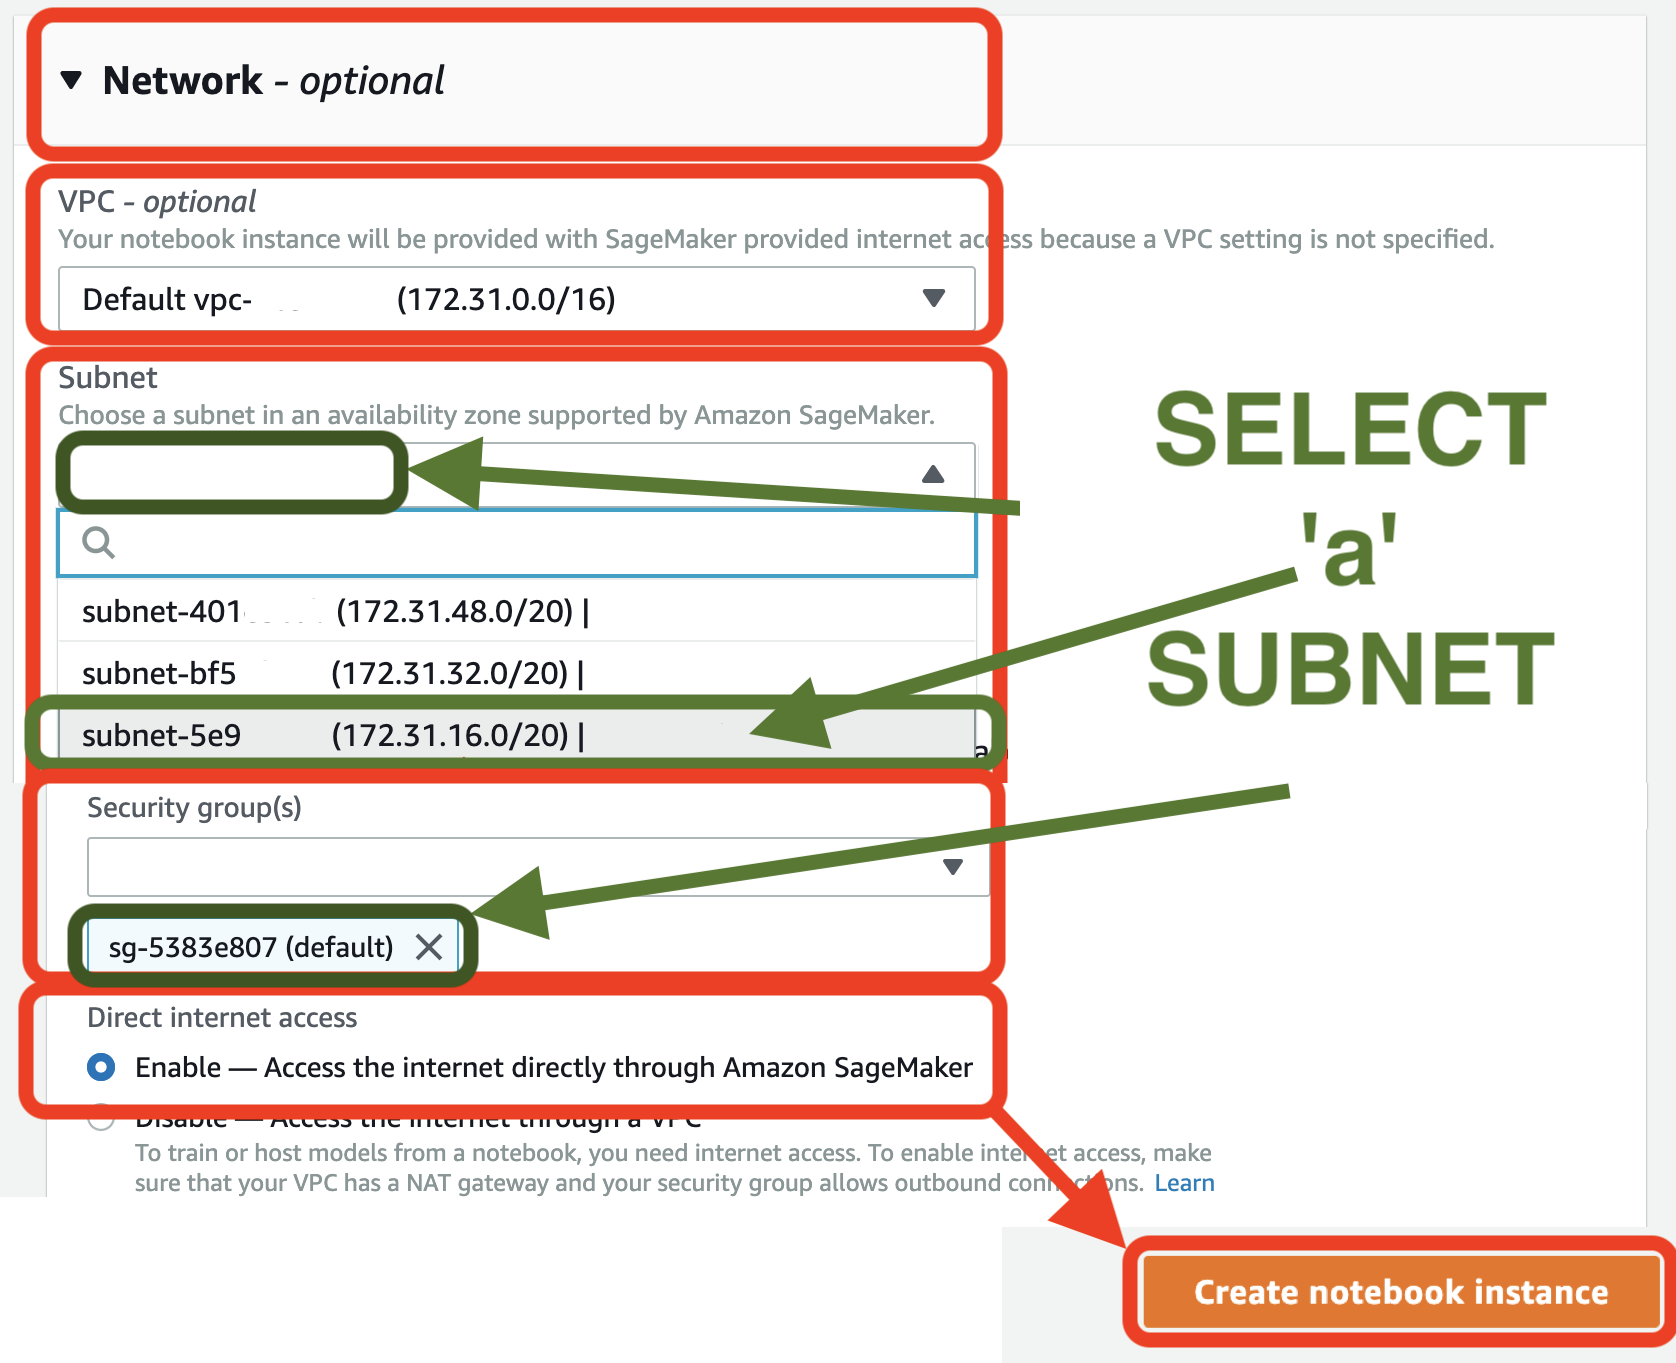 Network - optional
VPC - optional
Your notebook instance will be provided with SageMaker provided internet access because a VPC setting is not specified.
Default vpc- (172.31.0.0/16)
Subnet
Choose a subnet in an availability zone supported by Amazon SageMaker.
subnet-401 (172.31.48.0/20) |
subnet-bf5 (172.31.32.0/20) |
subnet-5e9 (172.31.16.0/20) |
SELECT
'a'
SUBNET
Security group(s)
sg-5383e807 (default)
Direct internet access
Enable — Access the internet directly through Amazon SageMaker
Disable — Access the internet through a VPC
To train or host models from a notebook, you need internet access. To enable internet access, make
sure that your VPC has a NAT gateway and your security group allows outbound connections. Learn
Create notebook instance